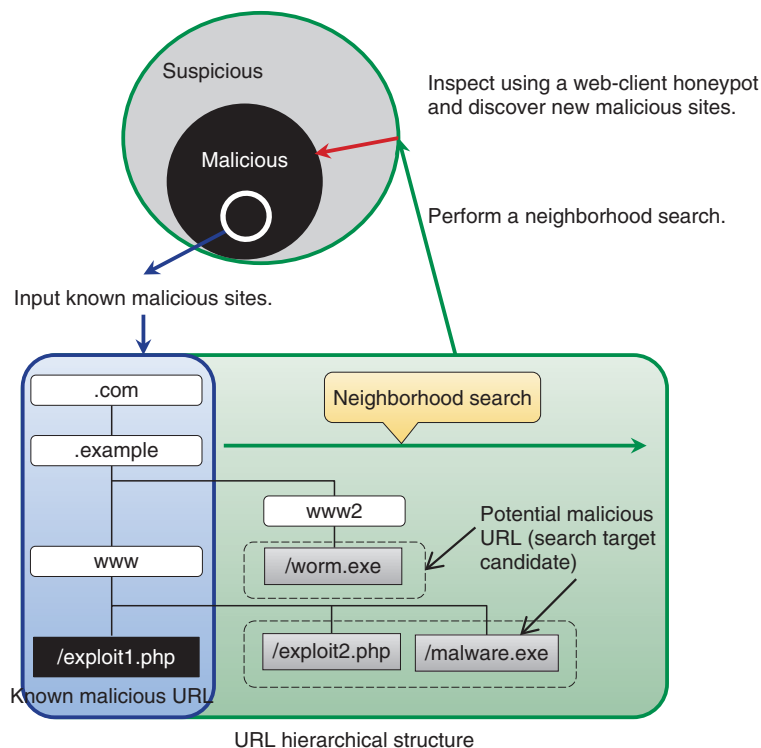 Suspicious
Inspect using a web-client honeypot
and discover new malicious sites.
Malicious
Perform a neighborhood search.
Input known malicious sites.
.com
Neighborhood search
.example
www2
Potential malicious
URL (search target
candidate)
/worm.exe
www
/exploit1.php
/exploit2.php
/malware.exe
Known malicious URL
URL hierarchical structure